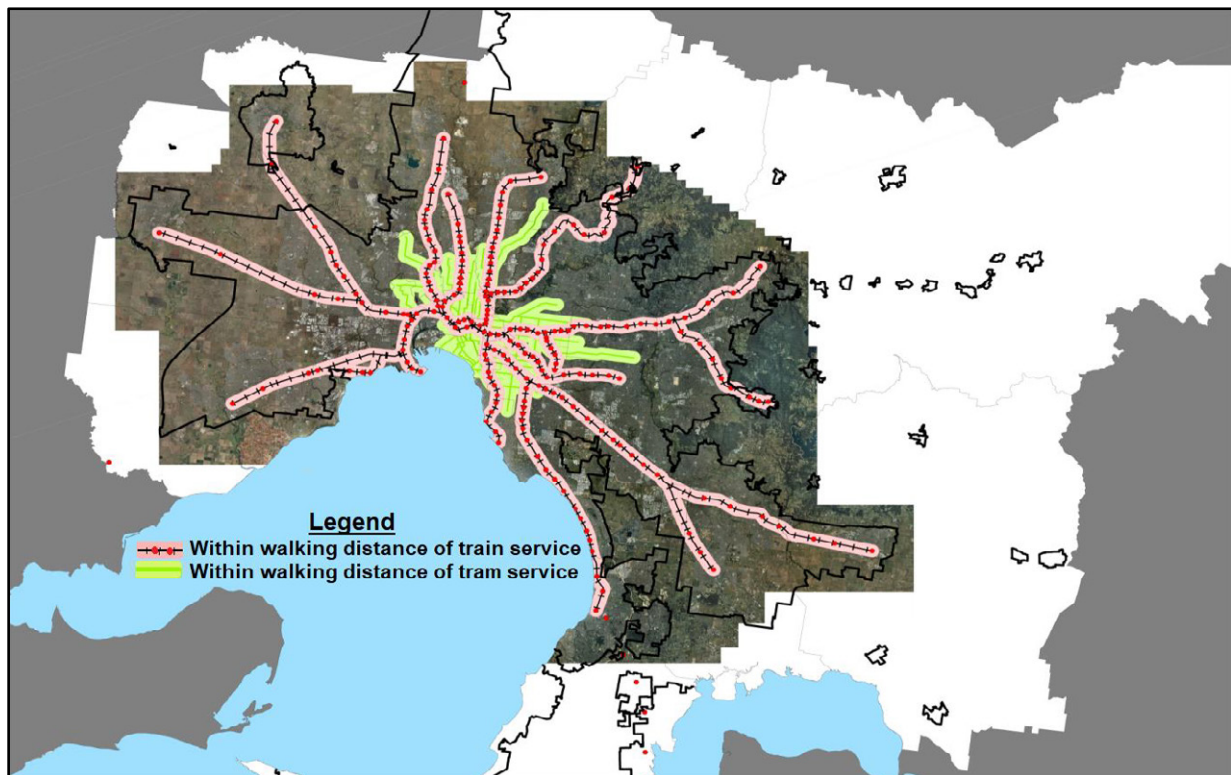 Legend
Within walking distance of train service
Within walking distance of tram service